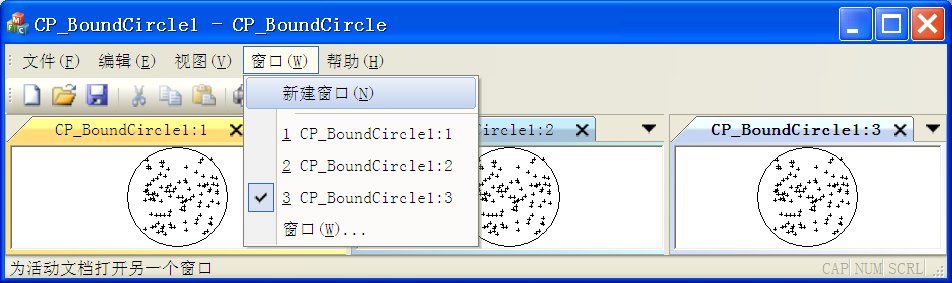 CP_BoundCircle1 - CP_BoundCircle
文件(F) 编辑(E) 视图(V) 窗口(W) 帮助(H)
新建窗口(N)
CP_BoundCircle1:1
Circle1:2
CP_BoundCircle1:3
1 CP_BoundCircle1:1
2 CP_BoundCircle1:2
3 CP_BoundCircle1:3
窗口(W)...
为活动文档打开另一个窗口
CAP NUM SCRL